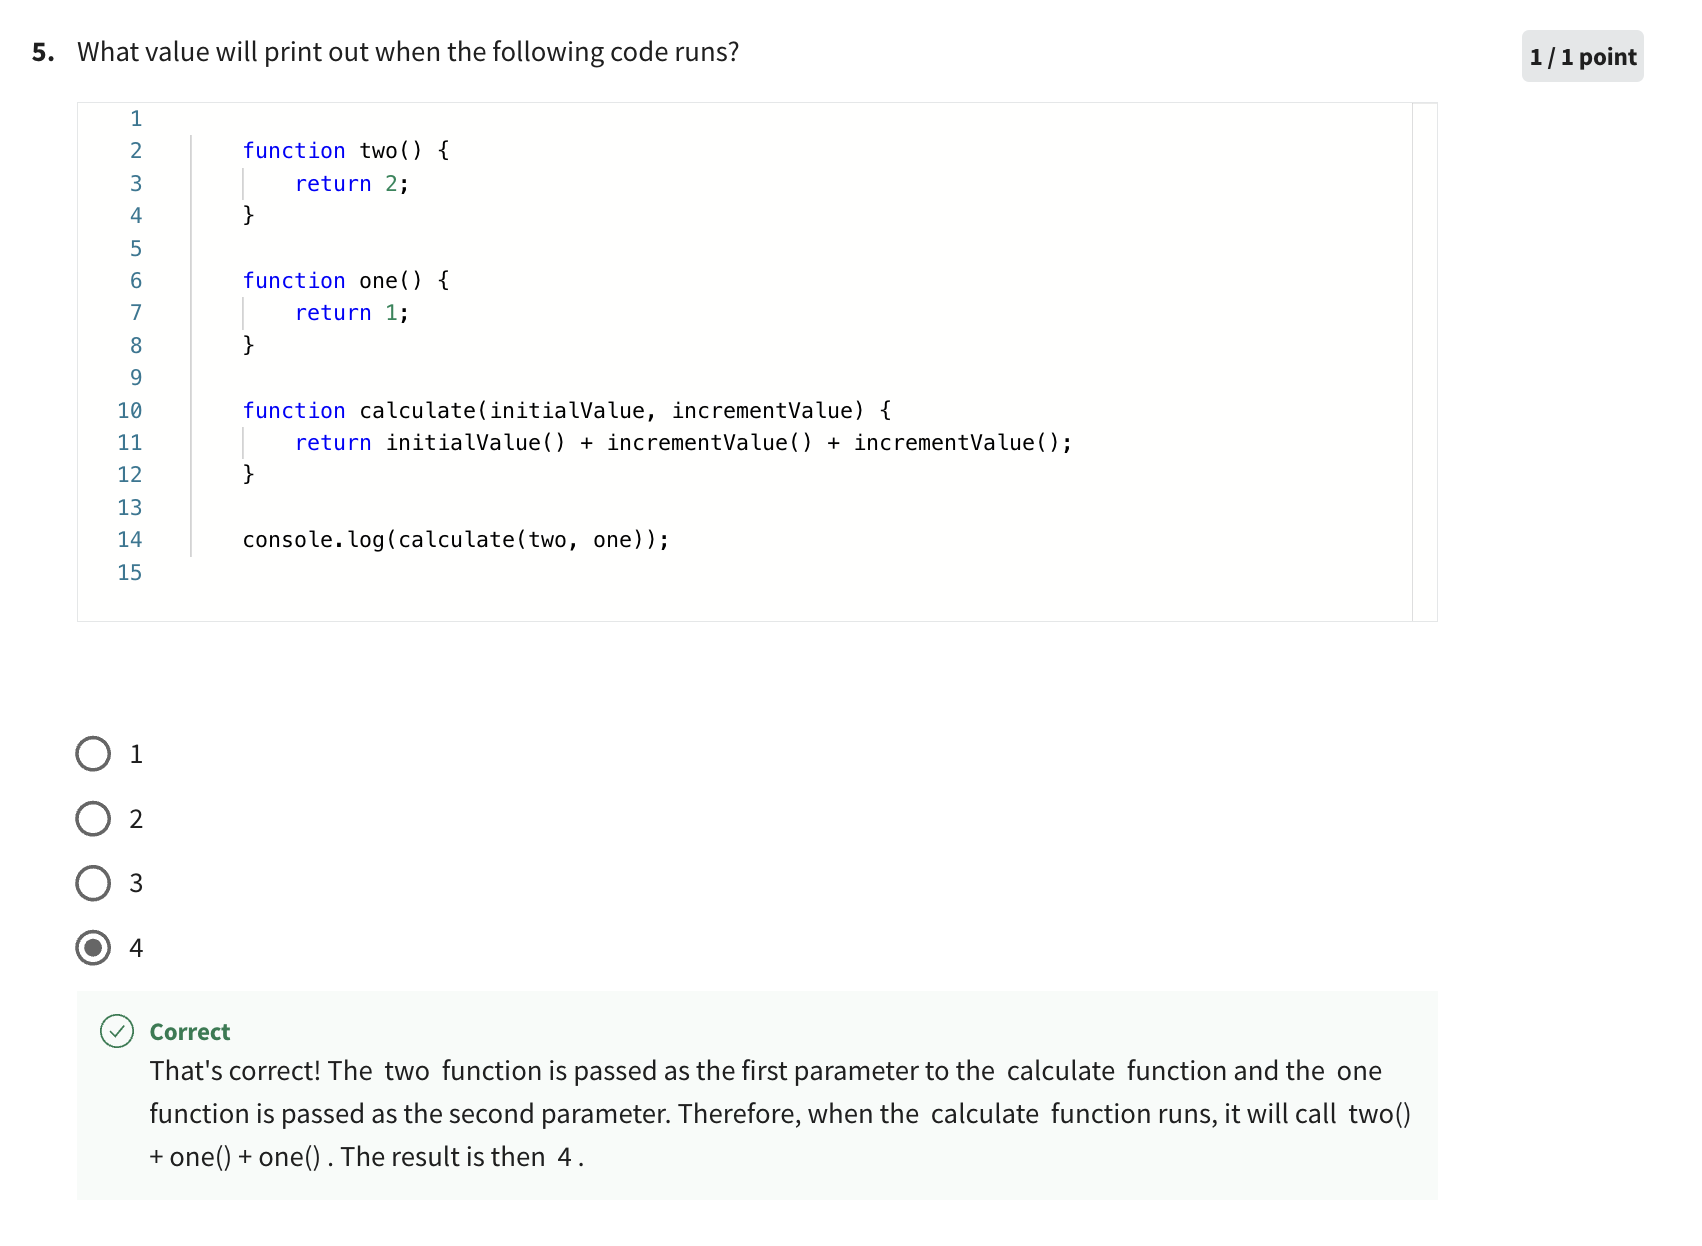 5. What value will print out when the following code runs?
1 / 1 point
1
2 function two() {
3 return 2;
4 }
5
6 function one() {
7 return 1;
8 }
9
10 function calculate(initialValue, incrementValue) {
11 return initialValue() + incrementValue() + incrementValue();
12 }
13
14 console.log(calculate(two, one));
15
1
2
3
4
Correct
That's correct! The two function is passed as the first parameter to the calculate function and the one
function is passed as the second parameter. Therefore, when the calculate function runs, it will call two()
+ one() + one() . The result is then 4 .